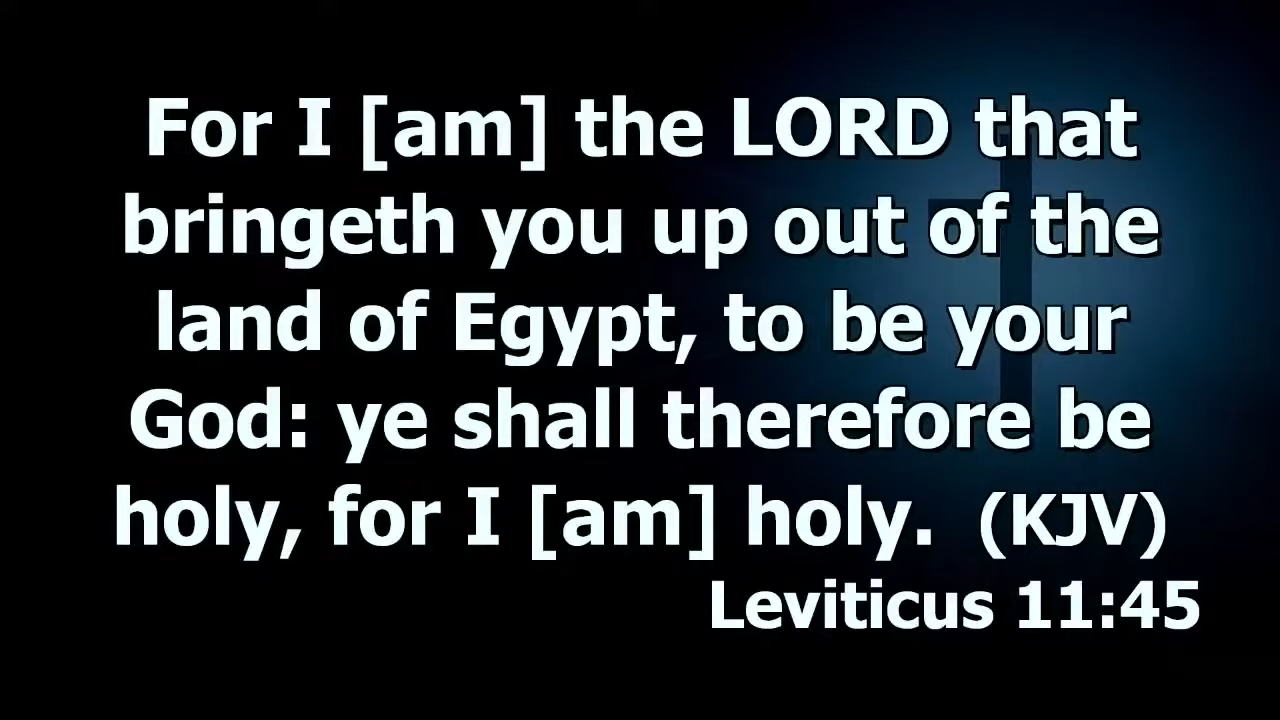 For I [am] the LORD that
bringeth you up out of the
land of Egypt, to be your
God: ye shall therefore be
holy, for I [am] holy. (KJV)
Leviticus 11:45